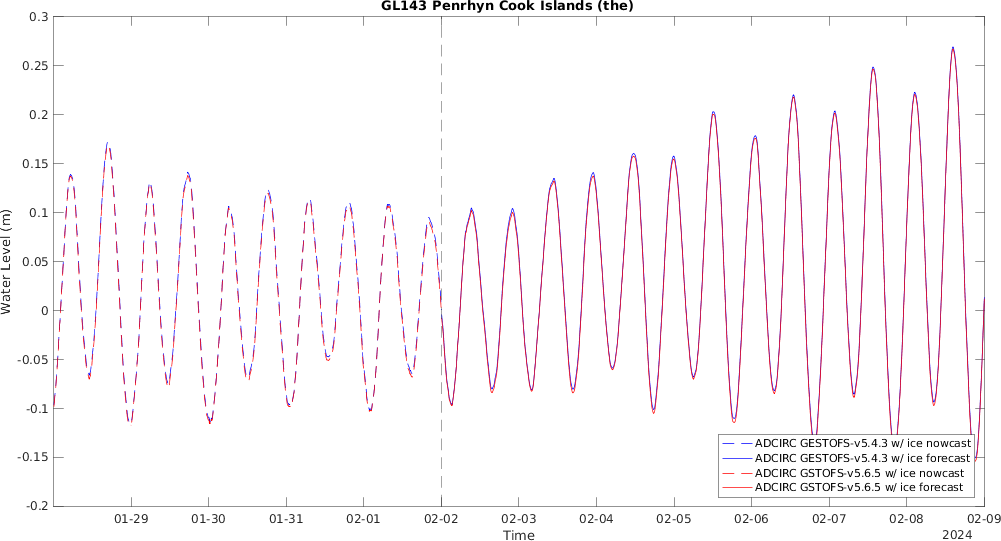 GL143 Penrhyn Cook Islands (the)
0.3
0.25
0.2
0.15
0.1
0.05
0
-0.05
-0.1
-0.15
-0.2
Water Level (m)
ADCIRC GESTOFS-v5.4.3 w/ ice nowcast
ADCIRC GESTOFS-v5.4.3 w/ ice forecast
ADCIRC GSTOFS-v5.6.5 w/ ice nowcast
ADCIRC GSTOFS-v5.6.5 w/ ice forecast
01-29 01-30 01-31 02-01 02-02 02-03 02-04 02-05 02-06 02-07 02-08 02-09
Time
2024